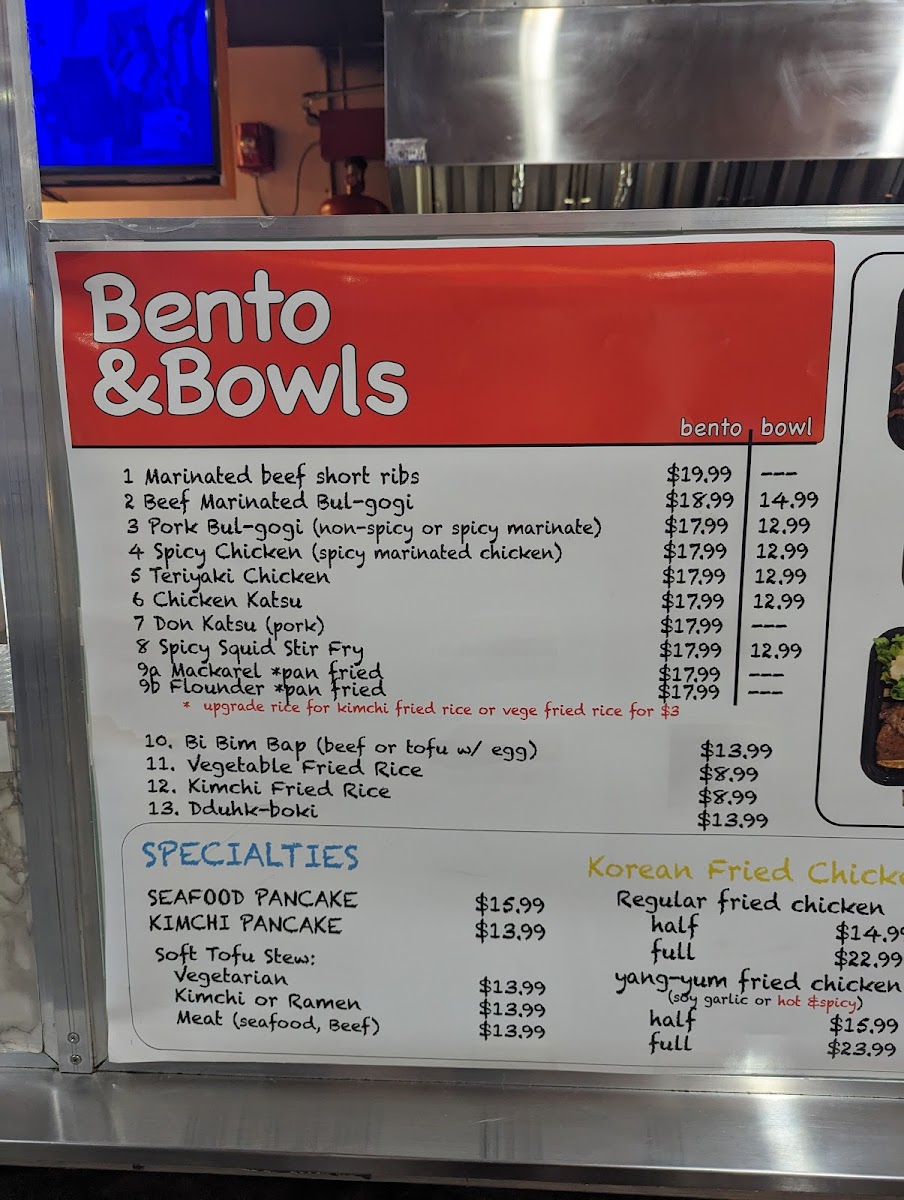 Bento
&Bowls
bento bowl
1 Marinated beef short ribs $19.99 ---
2 Beef Marinated Bul-gogi $18.99 14.99
3 Pork Bul-gogi (non-spicy or spicy marinate) $17.99 12.99
4 Spicy Chicken (spicy marinated chicken) $17.99 12.99
5 Teriyaki Chicken $17.99 12.99
6 Chicken Katsu $17.99 12.99
7 Don Katsu (pork) $17.99 ---
8 Spicy Squid Stir Fry $17.99 12.99
9a Mackarel *pan fried $17.99 ---
9b Flounder *pan fried $17.99 ---
* upgrade rice for kimchi fried rice or vege fried rice for $3
10. Bi Bim Bap (beef or tofu w/ egg) $13.99
11. Vegetable Fried Rice $8.99
12. Kimchi Fried Rice $8.99
13. Dduhk-boki $13.99
SPECIALTIES
SEAFOOD PANCAKE $15.99
KIMCHI PANCAKE $13.99
Soft Tofu Stew:
Vegetarian $13.99
Kimchi or Ramen $13.99
Meat (seafood, Beef) $13.99
Korean Fried Chicke
Regular fried chicken
half $14.99
full $22.99
yang-yum fried chicken
(soy garlic or hot &spicy)
half $15.99
full $23.99